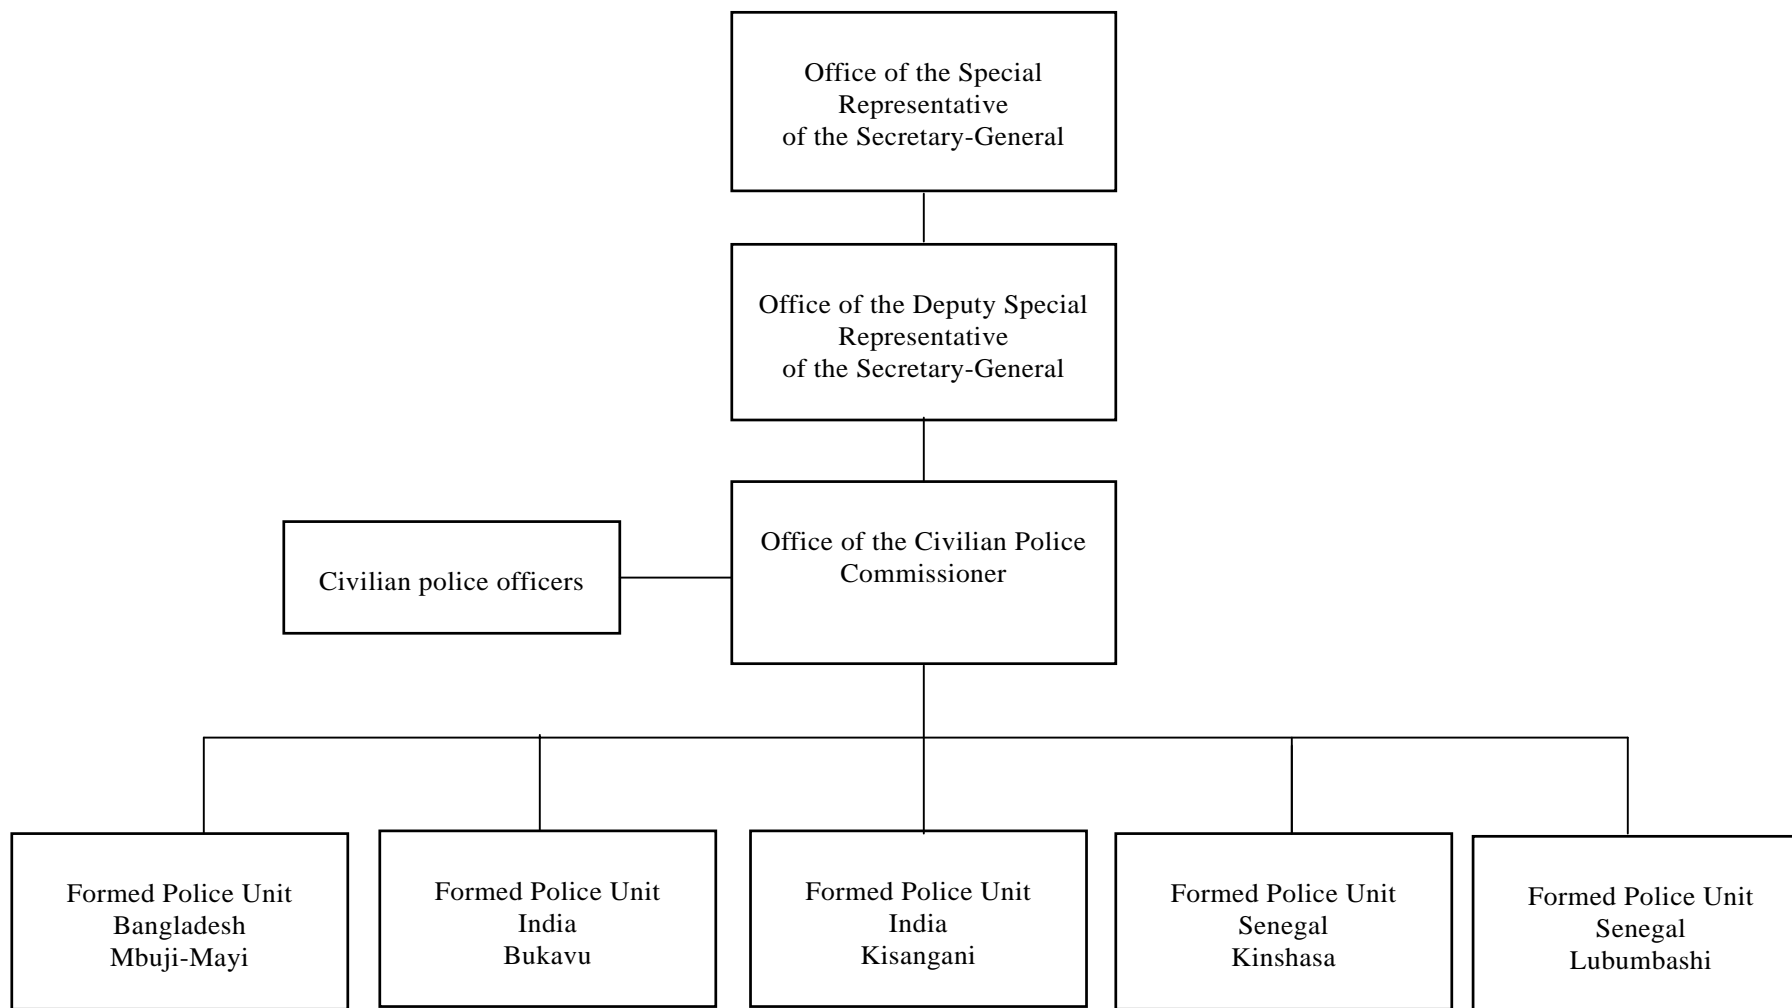 Office of the Special
Representative
of the Secretary-General
Office of the Deputy Special
Representative
of the Secretary-General
Office of the Civilian Police
Commissioner
Civilian police officers
Formed Police Unit
Bangladesh
Mbuji-Mayi
Formed Police Unit
India
Bukavu
Formed Police Unit
India
Kisangani
Formed Police Unit
Senegal
Kinshasa
Formed Police Unit
Senegal
Lubumbashi